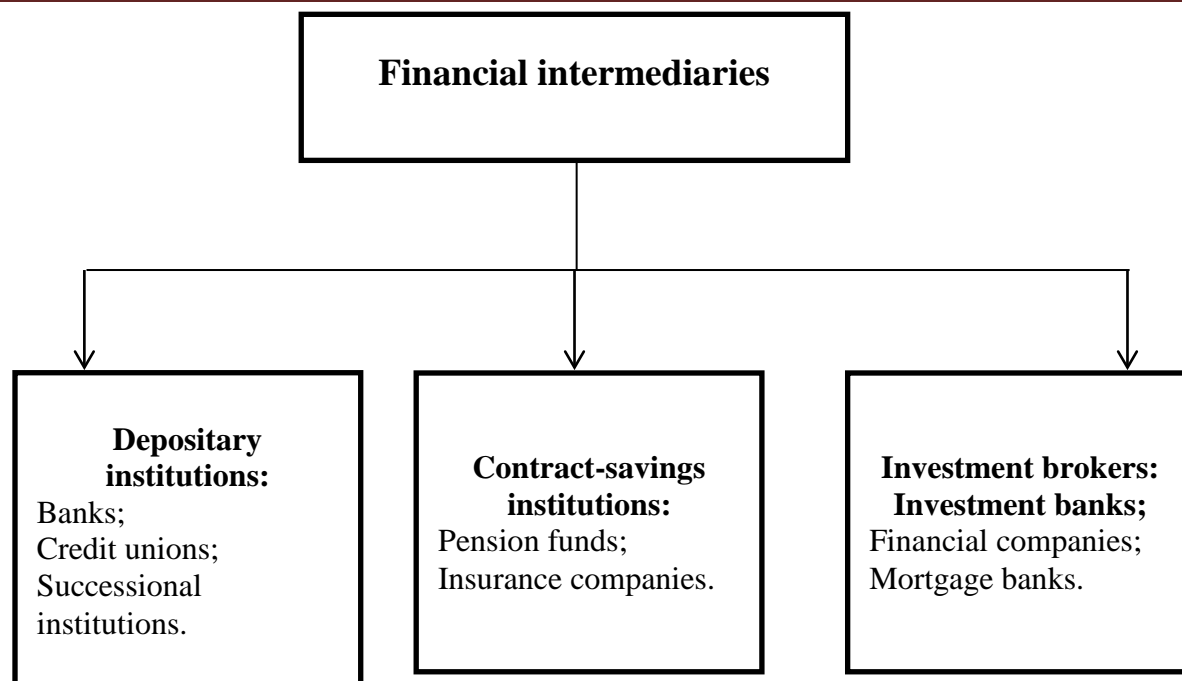 Financial intermediaries
Depositary
institutions:
Banks;
Credit unions;
Successional
institutions.
Contract-savings
institutions:
Pension funds;
Insurance companies.
Investment brokers:
Investment banks;
Financial companies;
Mortgage banks.